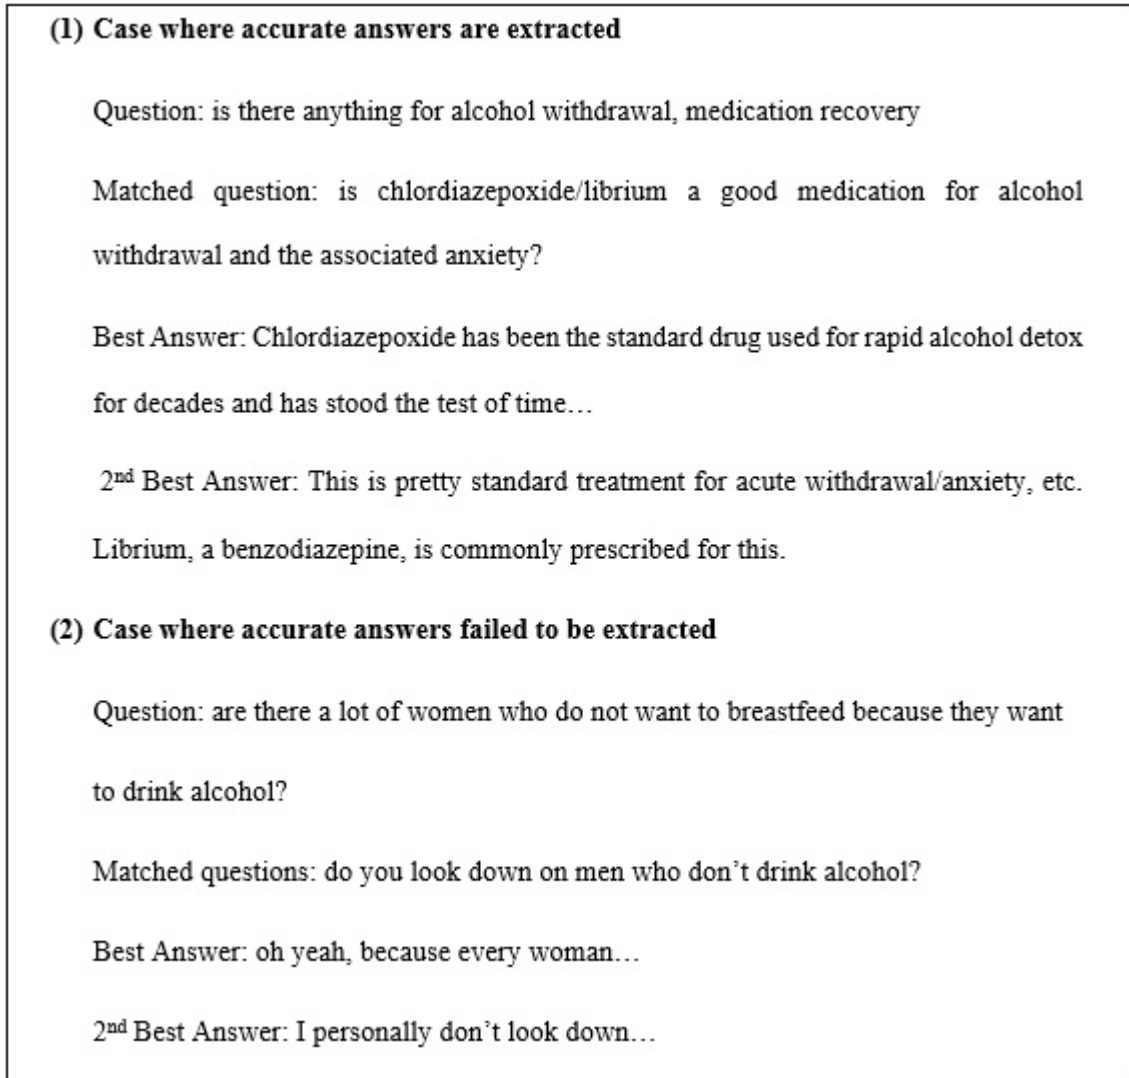 (1) Case where accurate answers are extracted
Question: is there anything for alcohol withdrawal, medication recovery
Matched question: is chlordiazepoxide/librium a good medication for alcohol
withdrawal and the associated anxiety?
Best Answer: Chlordiazepoxide has been the standard drug used for rapid alcohol detox
for decades and has stood the test of time…
2nd Best Answer: This is pretty standard treatment for acute withdrawal/anxiety, etc.
Librium, a benzodiazepine, is commonly prescribed for this.
(2) Case where accurate answers failed to be extracted
Question: are there a lot of women who do not want to breastfeed because they want
to drink alcohol?
Matched questions: do you look down on men who don’t drink alcohol?
Best Answer: oh yeah, because every woman…
2nd Best Answer: I personally don’t look down…